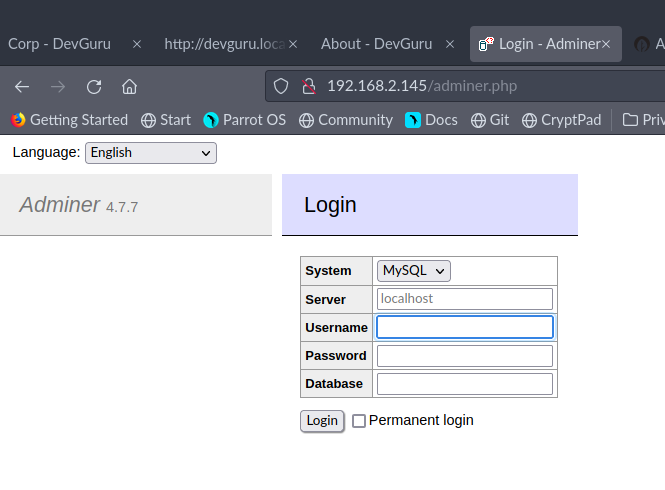 Corp - DevGuru × http://devguru.loca × About - DevGuru × Login - Adminer × A
192.168.2.145/adminer.php
Getting Started Start Parrot OS Community Docs Git CryptPad Priv
Language: English
Adminer 4.7.7 Login
System MySQL
Server localhost
Username
Password
Database
Login Permanent login